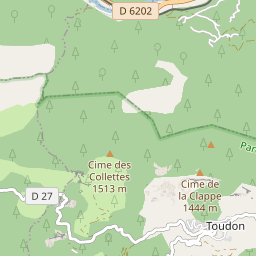 D 6202
Par
Cime des
Collettes
1513 m
Cime de
la Clappe
1444 m
D 27
Toudon